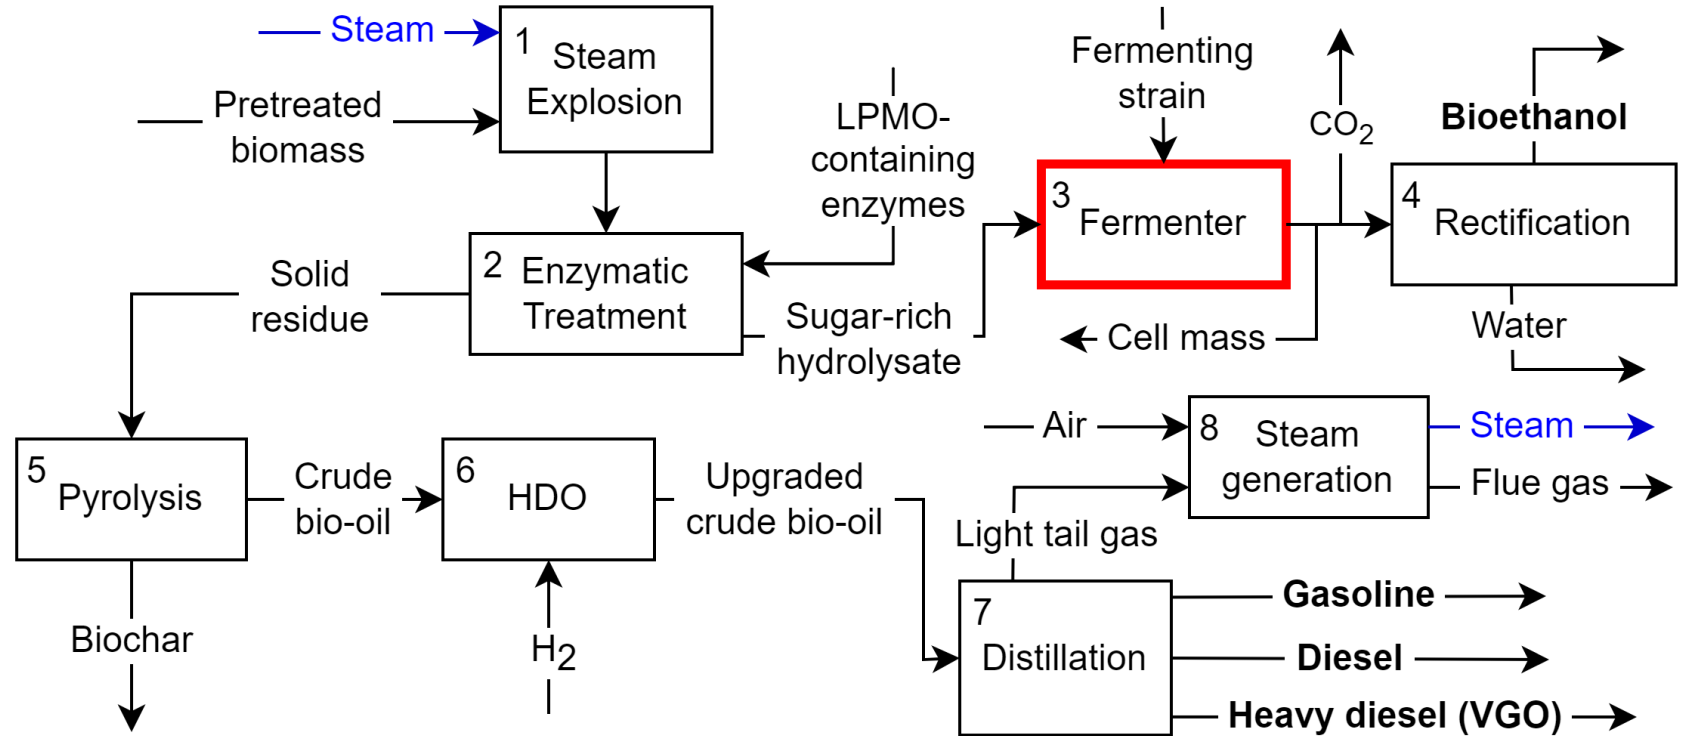 Steam
1
Steam
Explosion
Pretreated
biomass
LPMO-
containing
enzymes
Fermenting
strain
CO2
Bioethanol
3
Fermenter
4
Rectification
2
Enzymatic
Treatment
Solid
residue
Sugar-rich
hydrolysate
Cell mass
Water
Air
8
Steam
generation
Steam
Flue gas
5
Pyrolysis
Crude
bio-oil
6
HDO
Upgraded
crude bio-oil
Light tail gas
Biochar
H2
7
Distillation
Gasoline
Diesel
Heavy diesel (VGO)